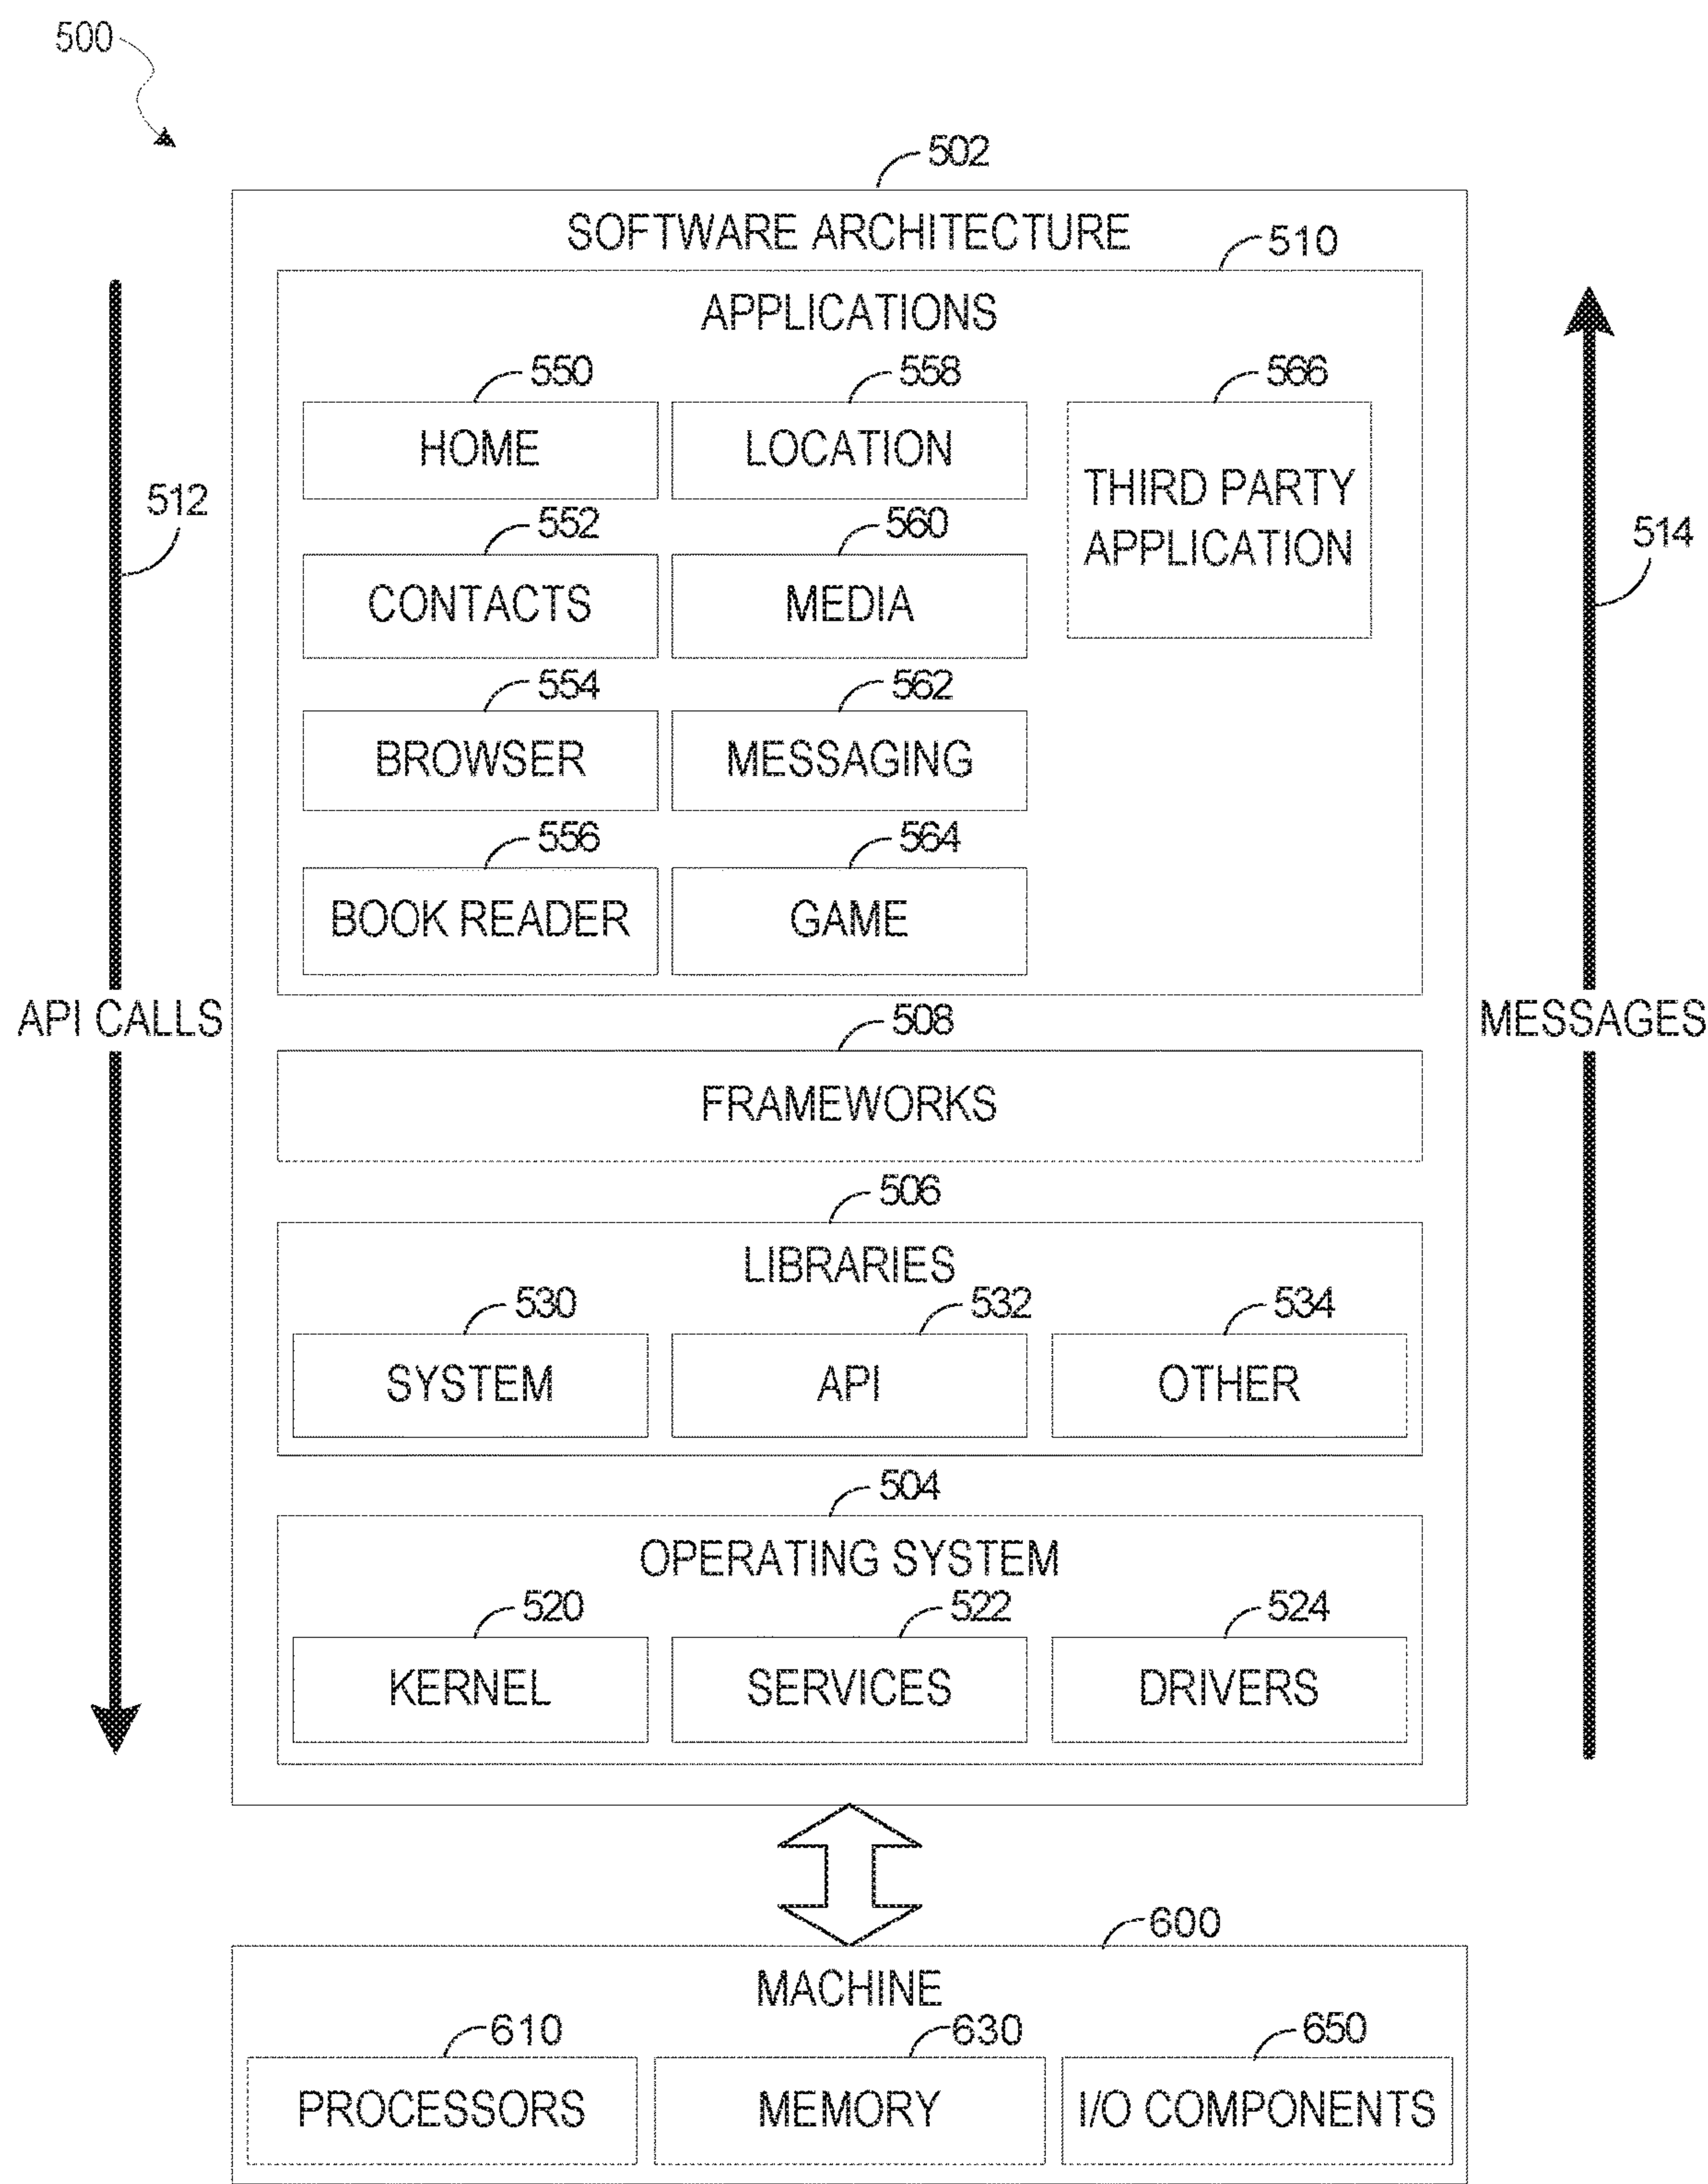 500
502
SOFTWARE ARCHITECTURE
510
APPLICATIONS
550
558
566
HOME
LOCATION
THIRD PARTY
APPLICATION
512
514
552
560
CONTACTS
MEDIA
554
562
BROWSER
MESSAGING
556
564
BOOK READER
GAME
API CALLS
MESSAGES
508
FRAMEWORKS
506
LIBRARIES
530
532
534
SYSTEM
API
OTHER
504
OPERATING SYSTEM
520
522
524
KERNEL
SERVICES
DRIVERS
600
MACHINE
610
630
650
PROCESSORS
MEMORY
I/O COMPONENTS